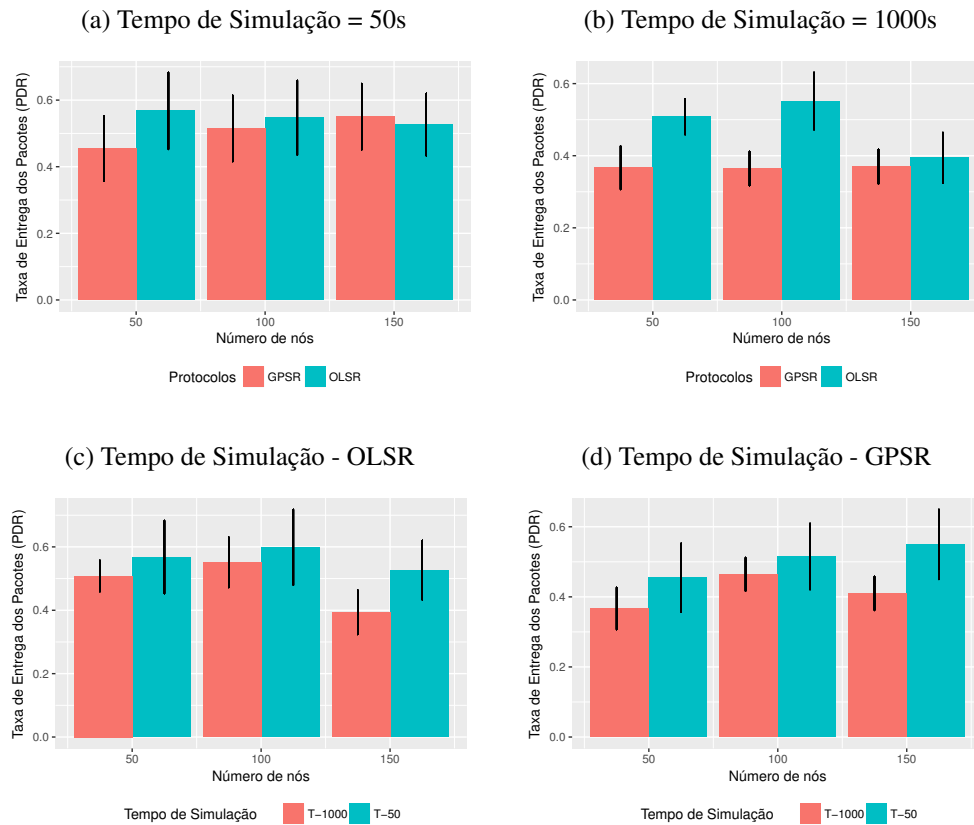 (a) Tempo de Simulação = 50s
Taxa de Entrega dos Pacotes (PDR)
0.6
0.4
0.2
0.0
50 100 150
Número de nós
Protocolos GPSR OLSR
(b) Tempo de Simulação = 1000s
Taxa de Entrega dos Pacotes (PDR)
0.6
0.4
0.2
0.0
50 100 150
Número de nós
Protocolos GPSR OLSR
(c) Tempo de Simulação - OLSR
Taxa de Entrega dos Pacotes (PDR)
0.6
0.4
0.2
0.0
50 100 150
Número de nós
Tempo de Simulação T-1000 T-50
(d) Tempo de Simulação - GPSR
Taxa de Entrega dos Pacotes (PDR)
0.6
0.4
0.2
0.0
50 100 150
Número de nós
Tempo de Simulação T-1000 T-50